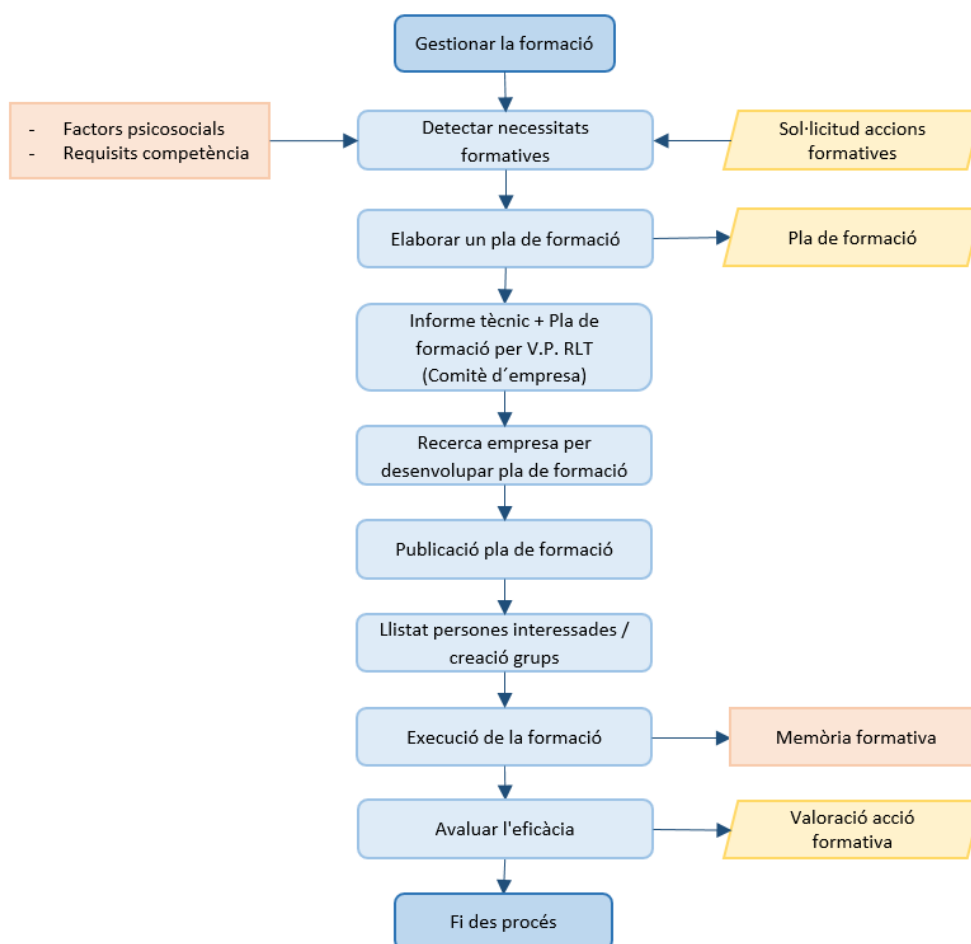 Gestionar la formació
-    Factors psicosocials
-    Requisits competència
Detectar necessitats
formatives
Sol·licitud accions
formatives
Elaborar un pla de formació
Pla de formació
Informe tècnic + Pla de
formació per V.P. RLT
(Comitè d´empresa)
Recerca empresa per
desenvolupar pla de formació
Publicació pla de formació
Llistat persones interessades /
creació grups
Execució de la formació
Memòria formativa
Avaluar l'eficàcia
Valoració acció
formativa
Fi des procés